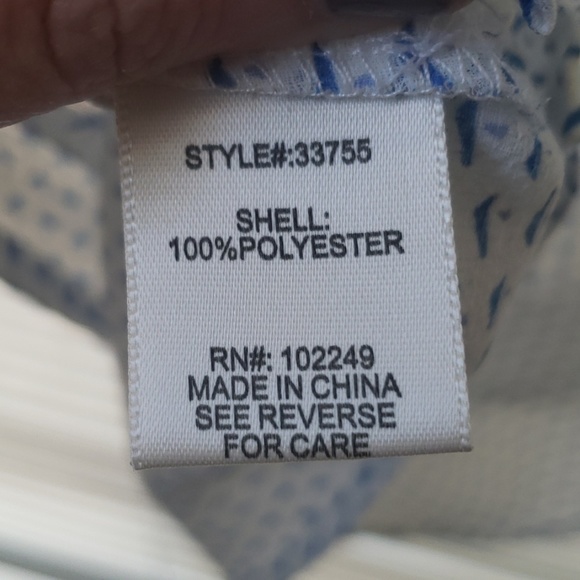 STYLE#:33755
SHELL:
100%POLYESTER
RN#: 102249
MADE IN CHINA
SEE REVERSE
FOR CARE